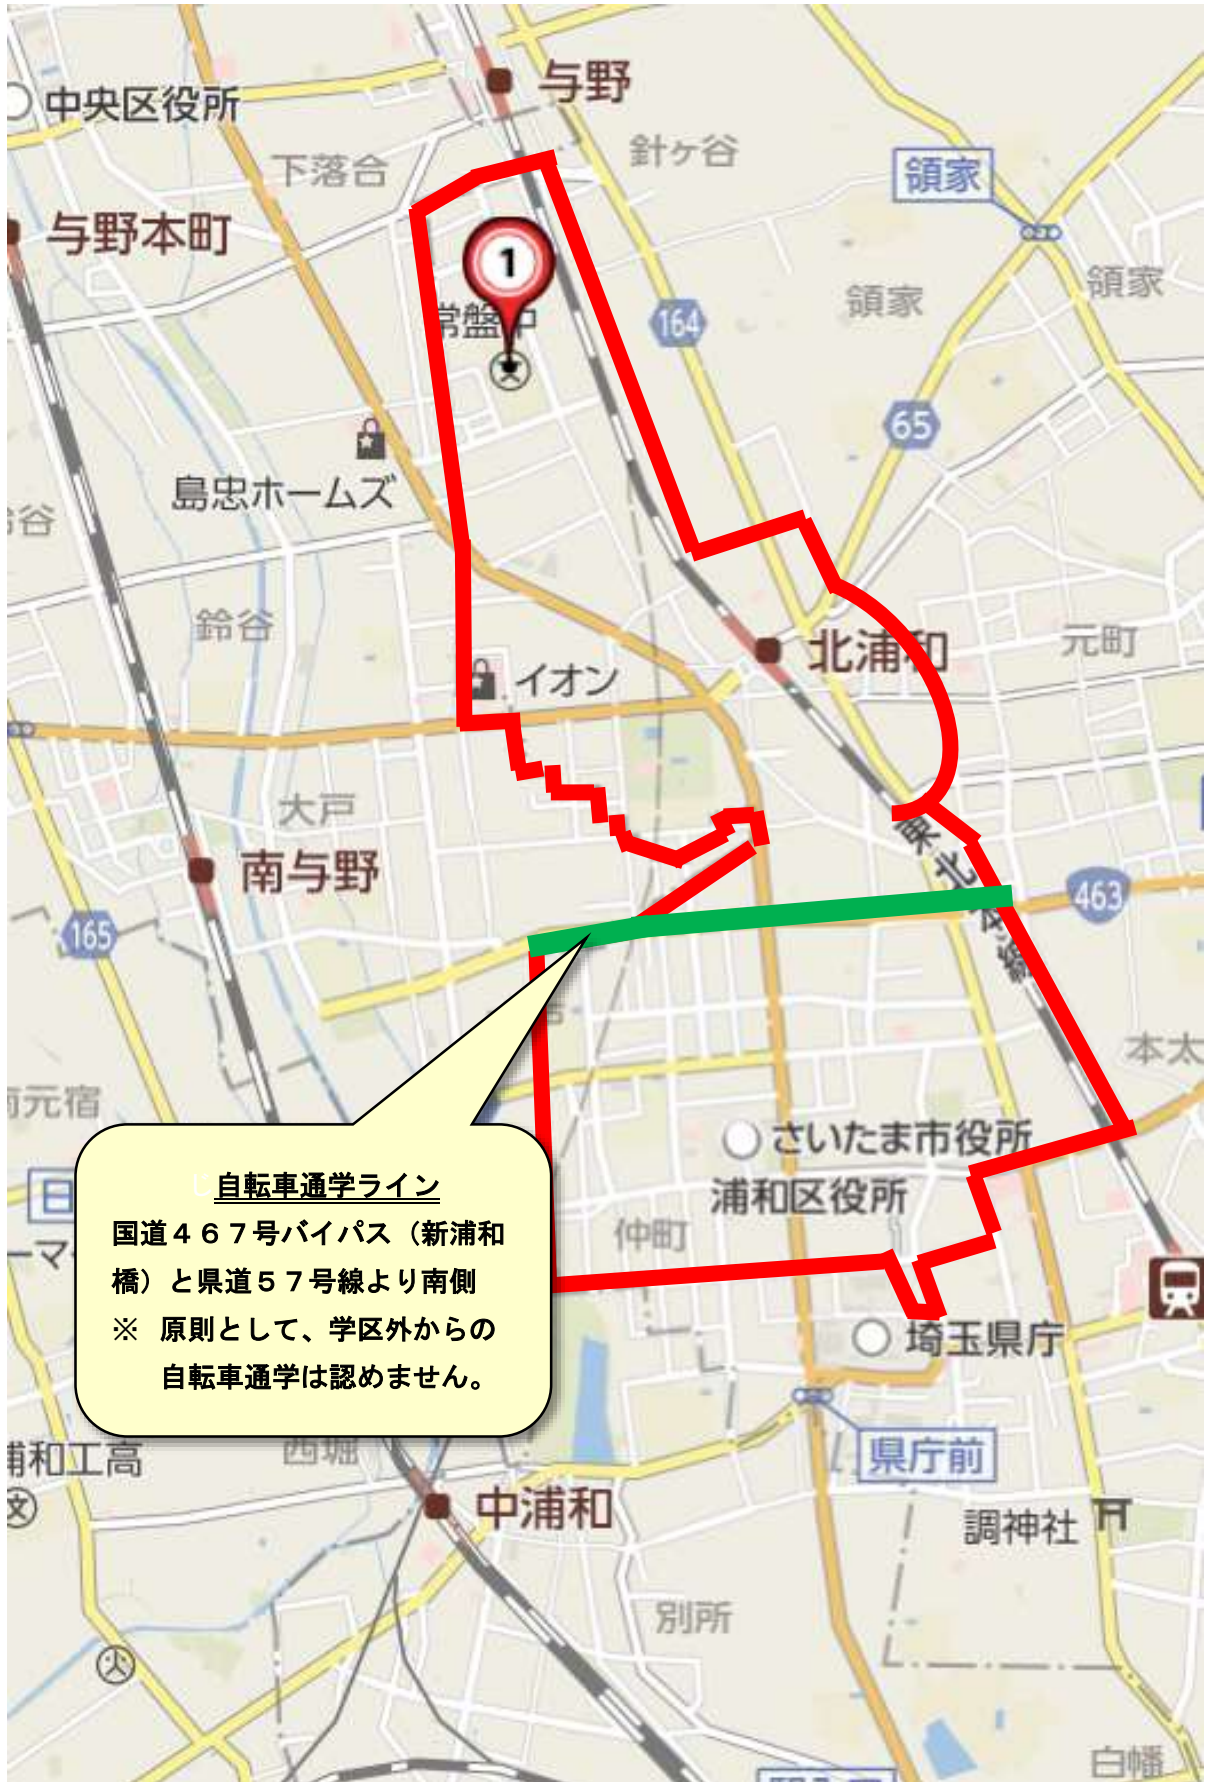 与野
中央区役所
下落合
針ヶ谷
領家
与野本町
1
領家
領家
常盤中
164
65
島忠ホームズ
鈴谷
北浦和
元町
イオン
大戸
南与野
東北本線
463
165
本太
さいたま市役所
浦和区役所
仲町
自転車通学ライン
国道４６７号バイパス（新浦和
橋）と県道５７号線より南側
※ 原則として、学区外からの
自転車通学は認めません。
埼玉県庁
県庁前
西堀
中浦和
調神社
別所
白幡